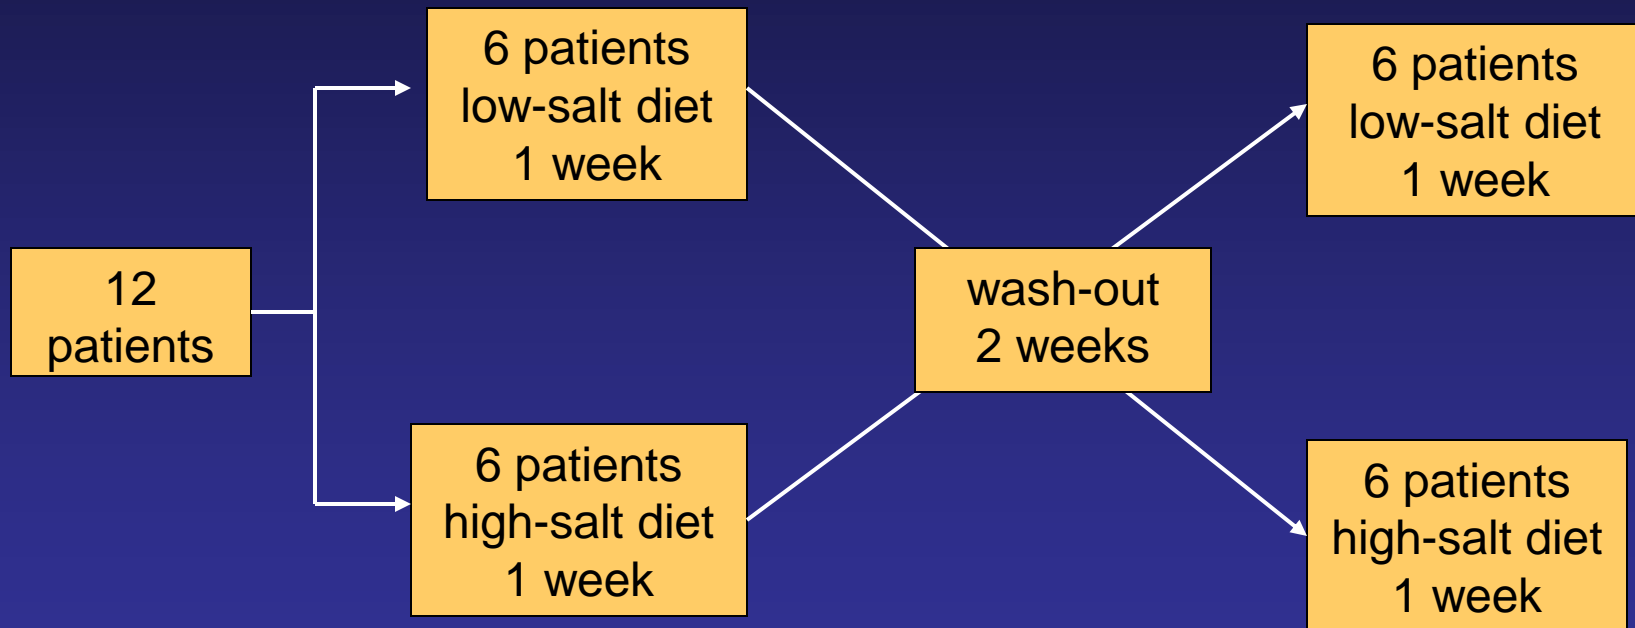 12
patients
6 patients
low-salt diet
1 week
6 patients
high-salt diet
1 week
wash-out
2 weeks
6 patients
low-salt diet
1 week
6 patients
high-salt diet
1 week